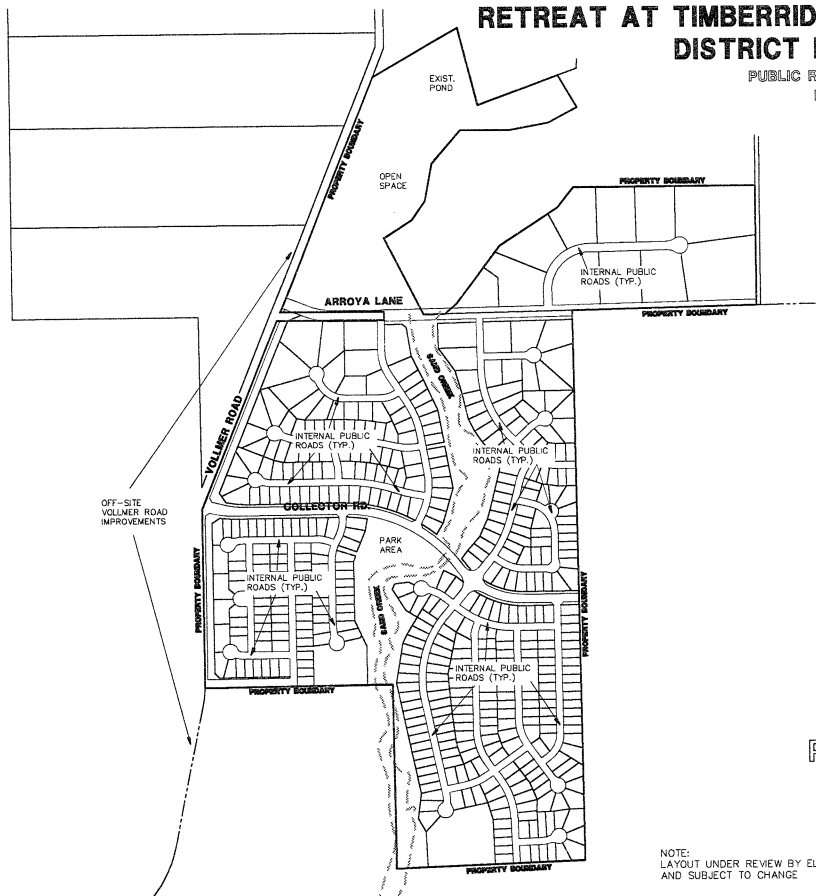 RETREAT AT TIMBERRID
DISTRICT
PUBLIC R
EXIST.
POND
PROPERTY BOUNDARY
OPEN
SPACE
PROPERTY BOUNDARY
INTERNAL PUBLIC
ROADS (TYP.)
ARROYA LANE
PROPERTY BOUNDARY
SAND CREEK
VOLLMER ROAD
INTERNAL PUBLIC
ROADS (TYP.)
INTERNAL PUBLIC
ROADS (TYP.)
OFF-SITE
VOLLMER ROAD
IMPROVEMENTS
COLLECTOR RD.
PARK
AREA
PROPERTY BOUNDARY
INTERNAL PUBLIC
ROADS (TYP.)
SAND CREEK
PROPERTY BOUNDARY
INTERNAL PUBLIC
ROADS (TYP.)
PROPERTY BOUNDARY
P
NOTE:
LAYOUT UNDER REVIEW BY EL
AND SUBJECT TO CHANGE
PROPERTY BOUNDARY